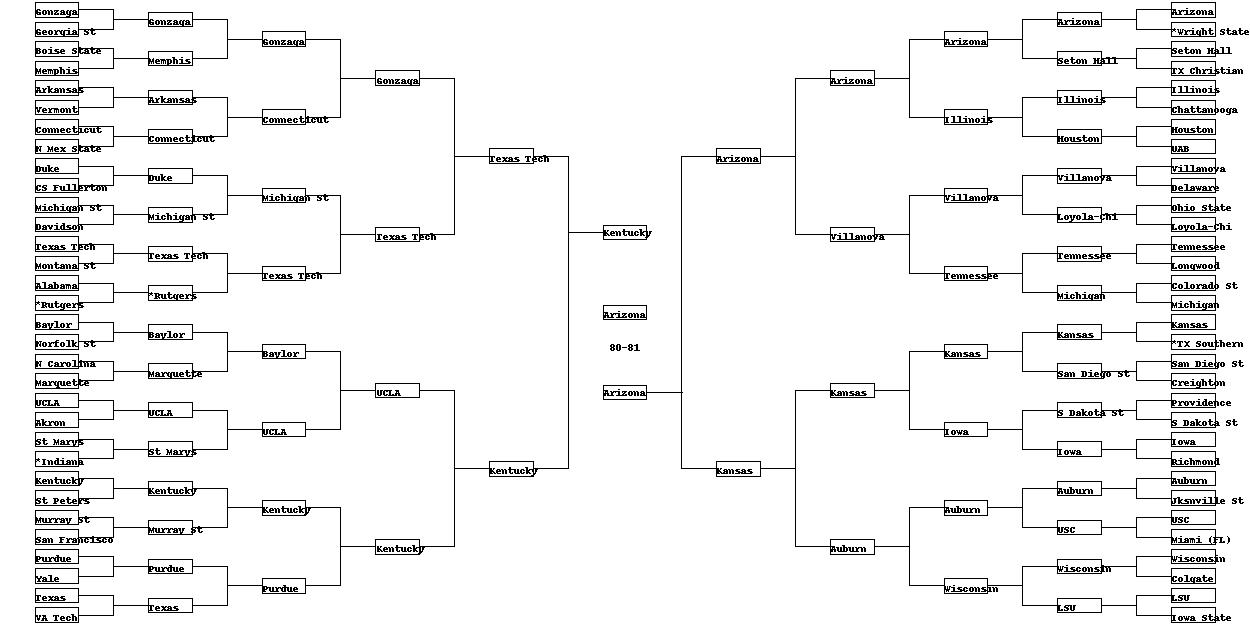 Gonzaga
Georgia St
Boise State
Memphis
Arkansas
Vermont
Connecticut
N Mex State
Duke
CS Fullerton
Michigan St
Davidson
Texas Tech
Montana St
Alabama
*Rutgers
Baylor
Norfolk St
N Carolina
Marquette
UCLA
Akron
St Marys
*Indiana
Kentucky
St Peters
Murray St
San Francisco
Purdue
Yale
Texas
VA Tech
Gonzaga
Memphis
Arkansas
Connecticut
Duke
Michigan St
Texas Tech
*Rutgers
Baylor
Marquette
UCLA
St Marys
Kentucky
Murray St
Purdue
Texas
Gonzaga
Connecticut
Michigan St
Texas Tech
Baylor
UCLA
Kentucky
Purdue
Gonzaga
Texas Tech
UCLA
Kentucky
Texas Tech
Kentucky
Kentucky
Arizona
80-81
Arizona
Arizona
Kansas
Arizona
Villanova
Kansas
Auburn
Arizona
Illinois
Villanova
Tennessee
Kansas
Iowa
Auburn
Wisconsin
Arizona
Seton Hall
Illinois
Houston
Villanova
Loyola-Chi
Tennessee
Michigan
Kansas
San Diego St
S Dakota St
Iowa
Auburn
USC
Wisconsin
LSU
Arizona
*Wright State
Seton Hall
TX Christian
Illinois
Chattanooga
Houston
UAB
Villanova
Delaware
Ohio State
Loyola-Chi
Tennessee
Longwood
Colorado St
Michigan
Kansas
*TX Southern
San Diego St
Creighton
Providence
S Dakota St
Iowa
Richmond
Auburn
Jksnville St
USC
Miami (FL)
Wisconsin
Colgate
LSU
Iowa State